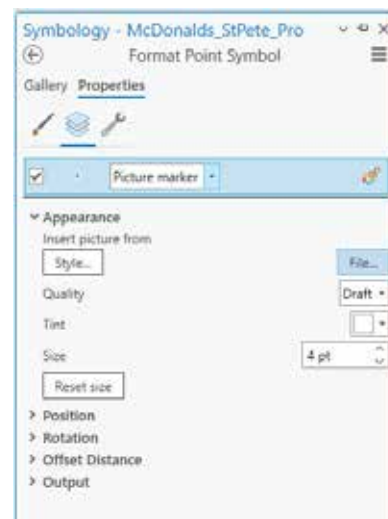 Symbology - McDonalds_StPete_Pro
Format Point Symbol
Gallery Properties
Picture marker
Appearance
Insert picture from
Style... File...
Quality Draft
Tint
Size 4 pt
Reset size
Position
Rotation
Offset Distance
Output